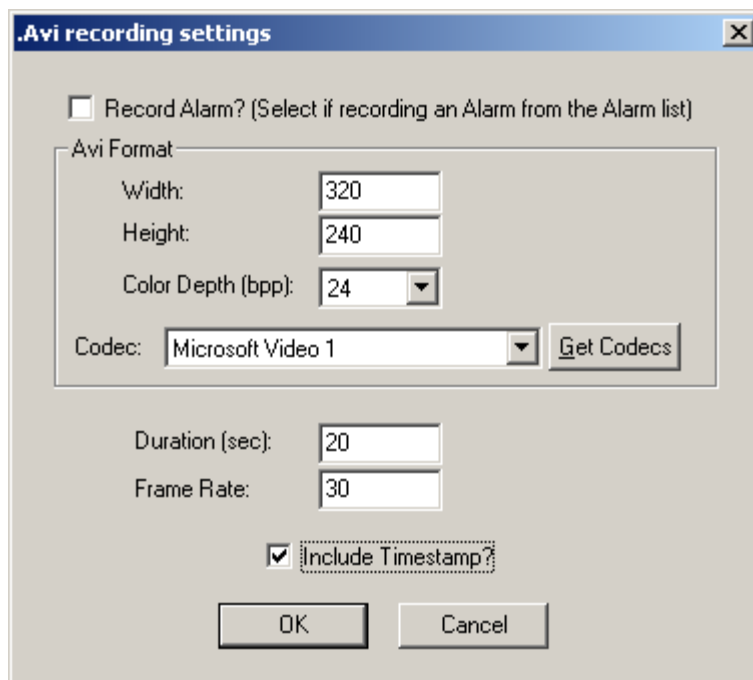 .Avi recording settings
Record Alarm? (Select if recording an Alarm from the Alarm list)
Avi Format
Width: 320
Height: 240
Color Depth (bpp): 24
Codec: Microsoft Video 1 Get Codecs
Duration (sec): 20
Frame Rate: 30
Include Timestamp?
OK Cancel